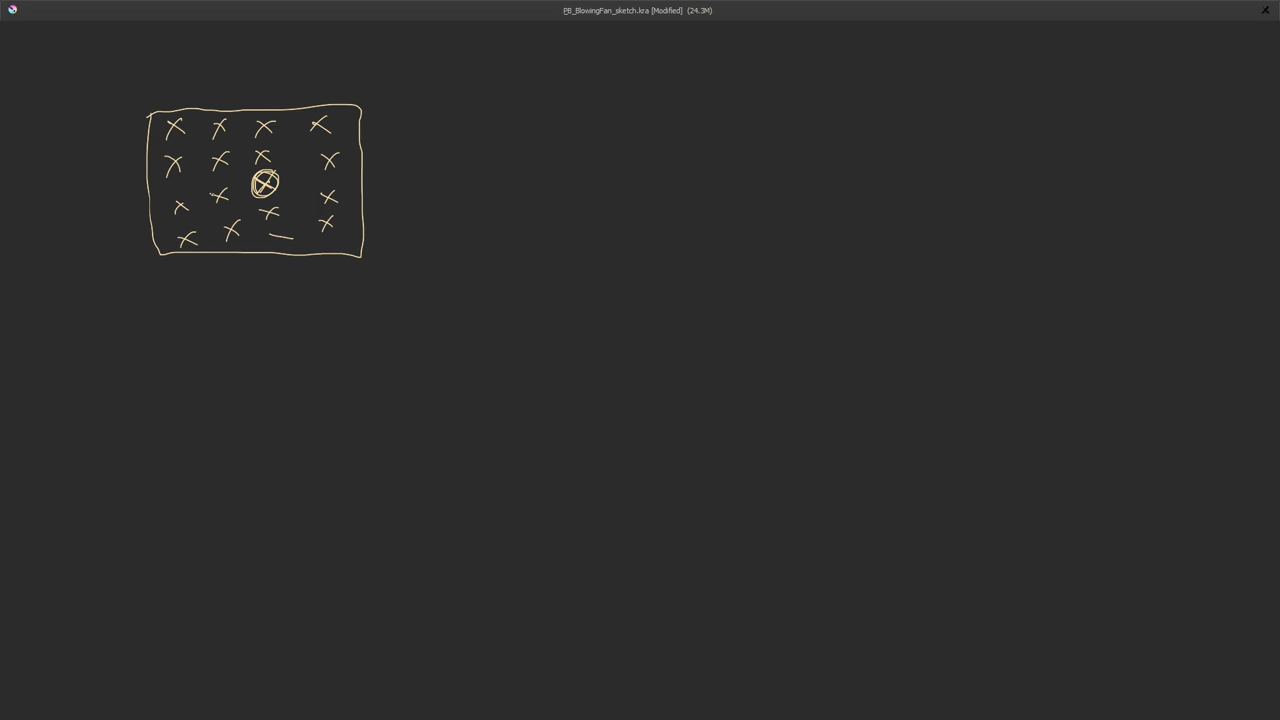 PB_BlowingFan_sketch.kra [Modified]  (24.3M)
X X X X
X X X X
X
X X X
X X
X X —